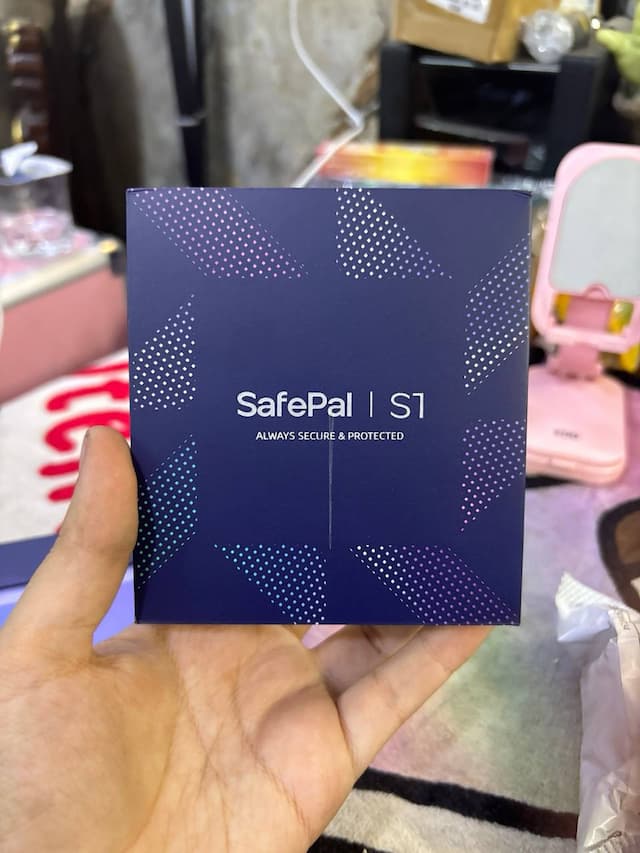 SafePal | S1
ALWAYS SECURE & PROTECTED